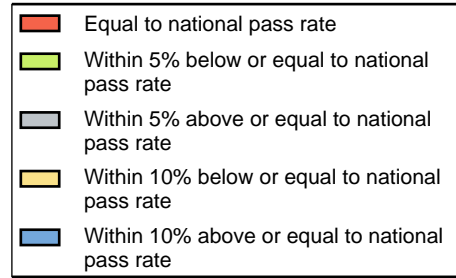 Equal to national pass rate
Within 5% below or equal to national
pass rate
Within 5% above or equal to national
pass rate
Within 10% below or equal to national
pass rate
Within 10% above or equal to national
pass rate